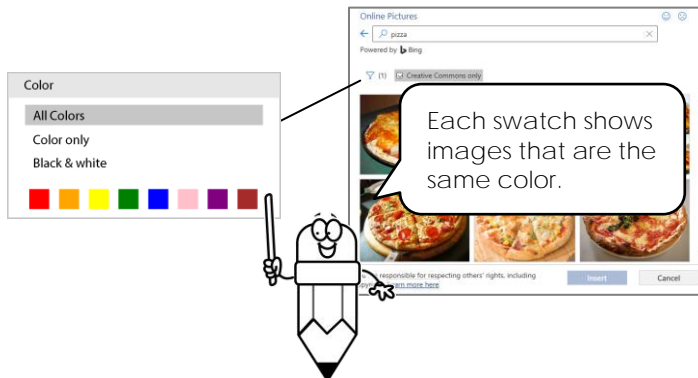 Online Pictures
pizza
Powered by Bing
(1) Creative Commons only
Color
All Colors
Color only
Black & white
Each swatch shows
images that are the
same color.
responsible for respecting others' rights, including
learn more here
Insert
Cancel